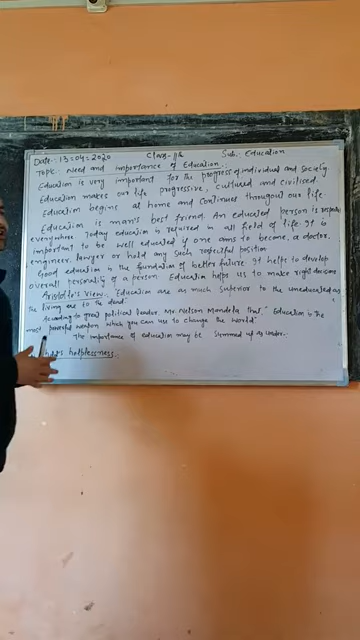 Date:- 13-04-2020 Class-11th Sub:- Education
Topic:- Need and importance of Education:-
Education is very important for the progress of individual and society.
Education makes our life progressive, cultured and civilised.
Education begins at home and continues througout our life.
Education is man's best friend. An educated person is respected
everywhere. Today education is required in all field of life. It is
important to be well educated if one aims to become, a doctor,
engineer, lawyer or hold any such respectful position
Good education is the foundation of better future. It helps to develop
overall personality of a person Education helps us to make right decisions
Aristotle's View:- Education are as much superior to the uneducated as
the living are to the dead.
According to great political leader Mr. Nelson Mandela that "Education is the
most powerful weapon which you can use to change the world"
The importance of education may be summed up as under:-
helplessness.